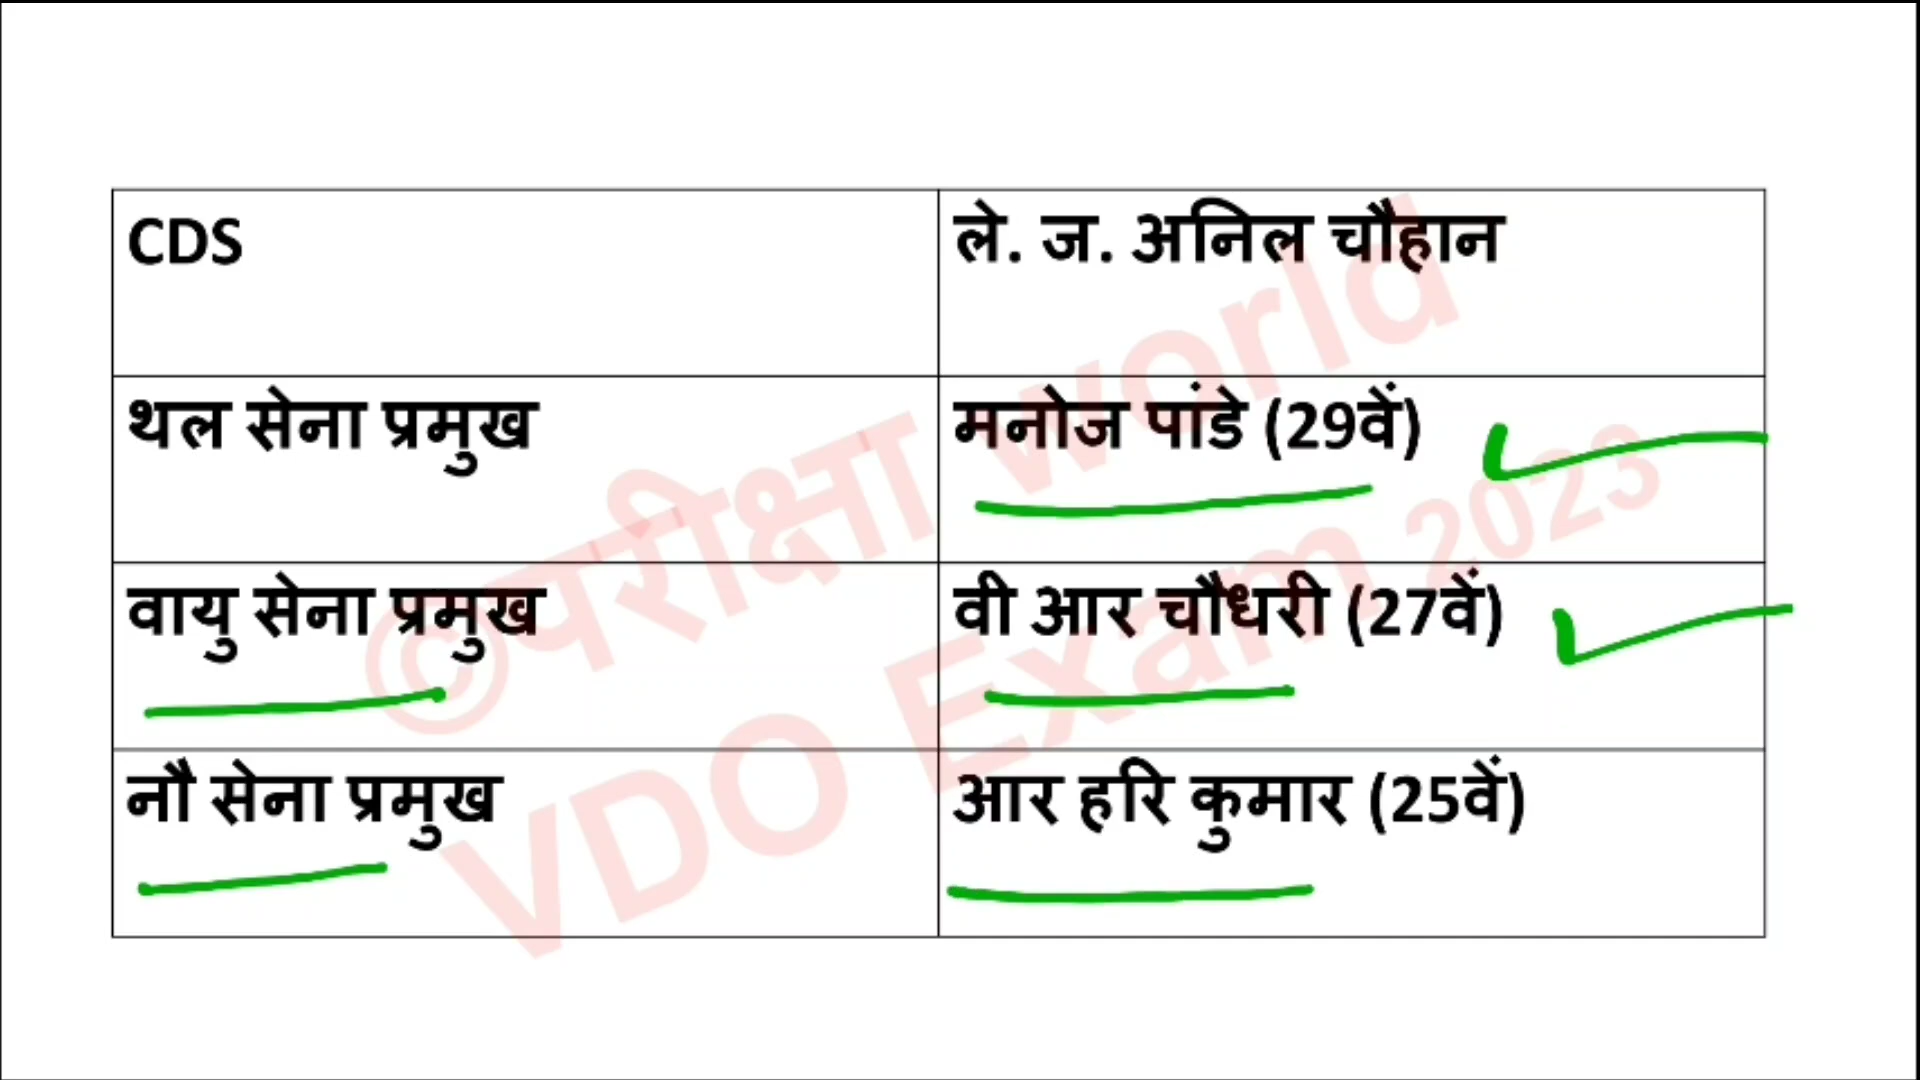 CDS
ले. ज. अनिल चौहान
थल सेना प्रमुख
मनोज पांडे (29वें)
वायु सेना प्रमुख
वी आर चौधरी (27वें)
नौ सेना प्रमुख
आर हरि कुमार (25वें)
©परीक्षा world
VDO Exam 2023